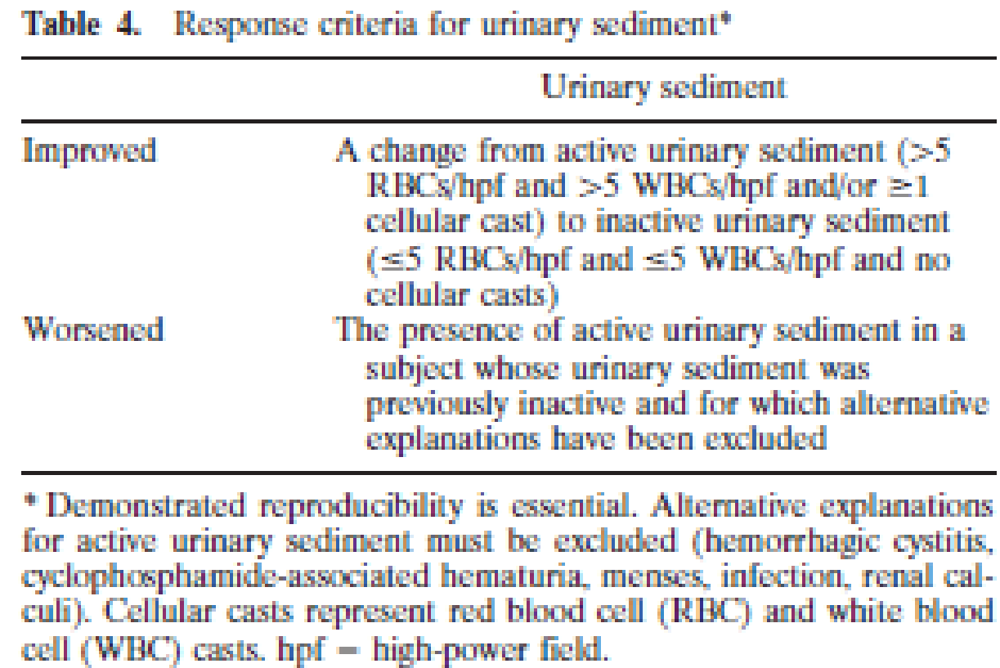 Table 4. Response criteria for urinary sediment*
Urinary sediment
Improved A change from active urinary sediment (>5
RBCs/hpf and >5 WBCs/hpf and/or ≥1
cellular cast) to inactive urinary sediment
(≤5 RBCs/hpf and ≤5 WBCs/hpf and no
cellular casts)
Worsened The presence of active urinary sediment in a
subject whose urinary sediment was
previously inactive and for which alternative
explanations have been excluded
* Demonstrated reproducibility is essential. Alternative explanations
for active urinary sediment must be excluded (hemorrhagic cystitis,
cyclophosphamide-associated hematuria, menses, infection, renal cal-
culi). Cellular casts represent red blood cell (RBC) and white blood
cell (WBC) casts. hpf = high-power field.